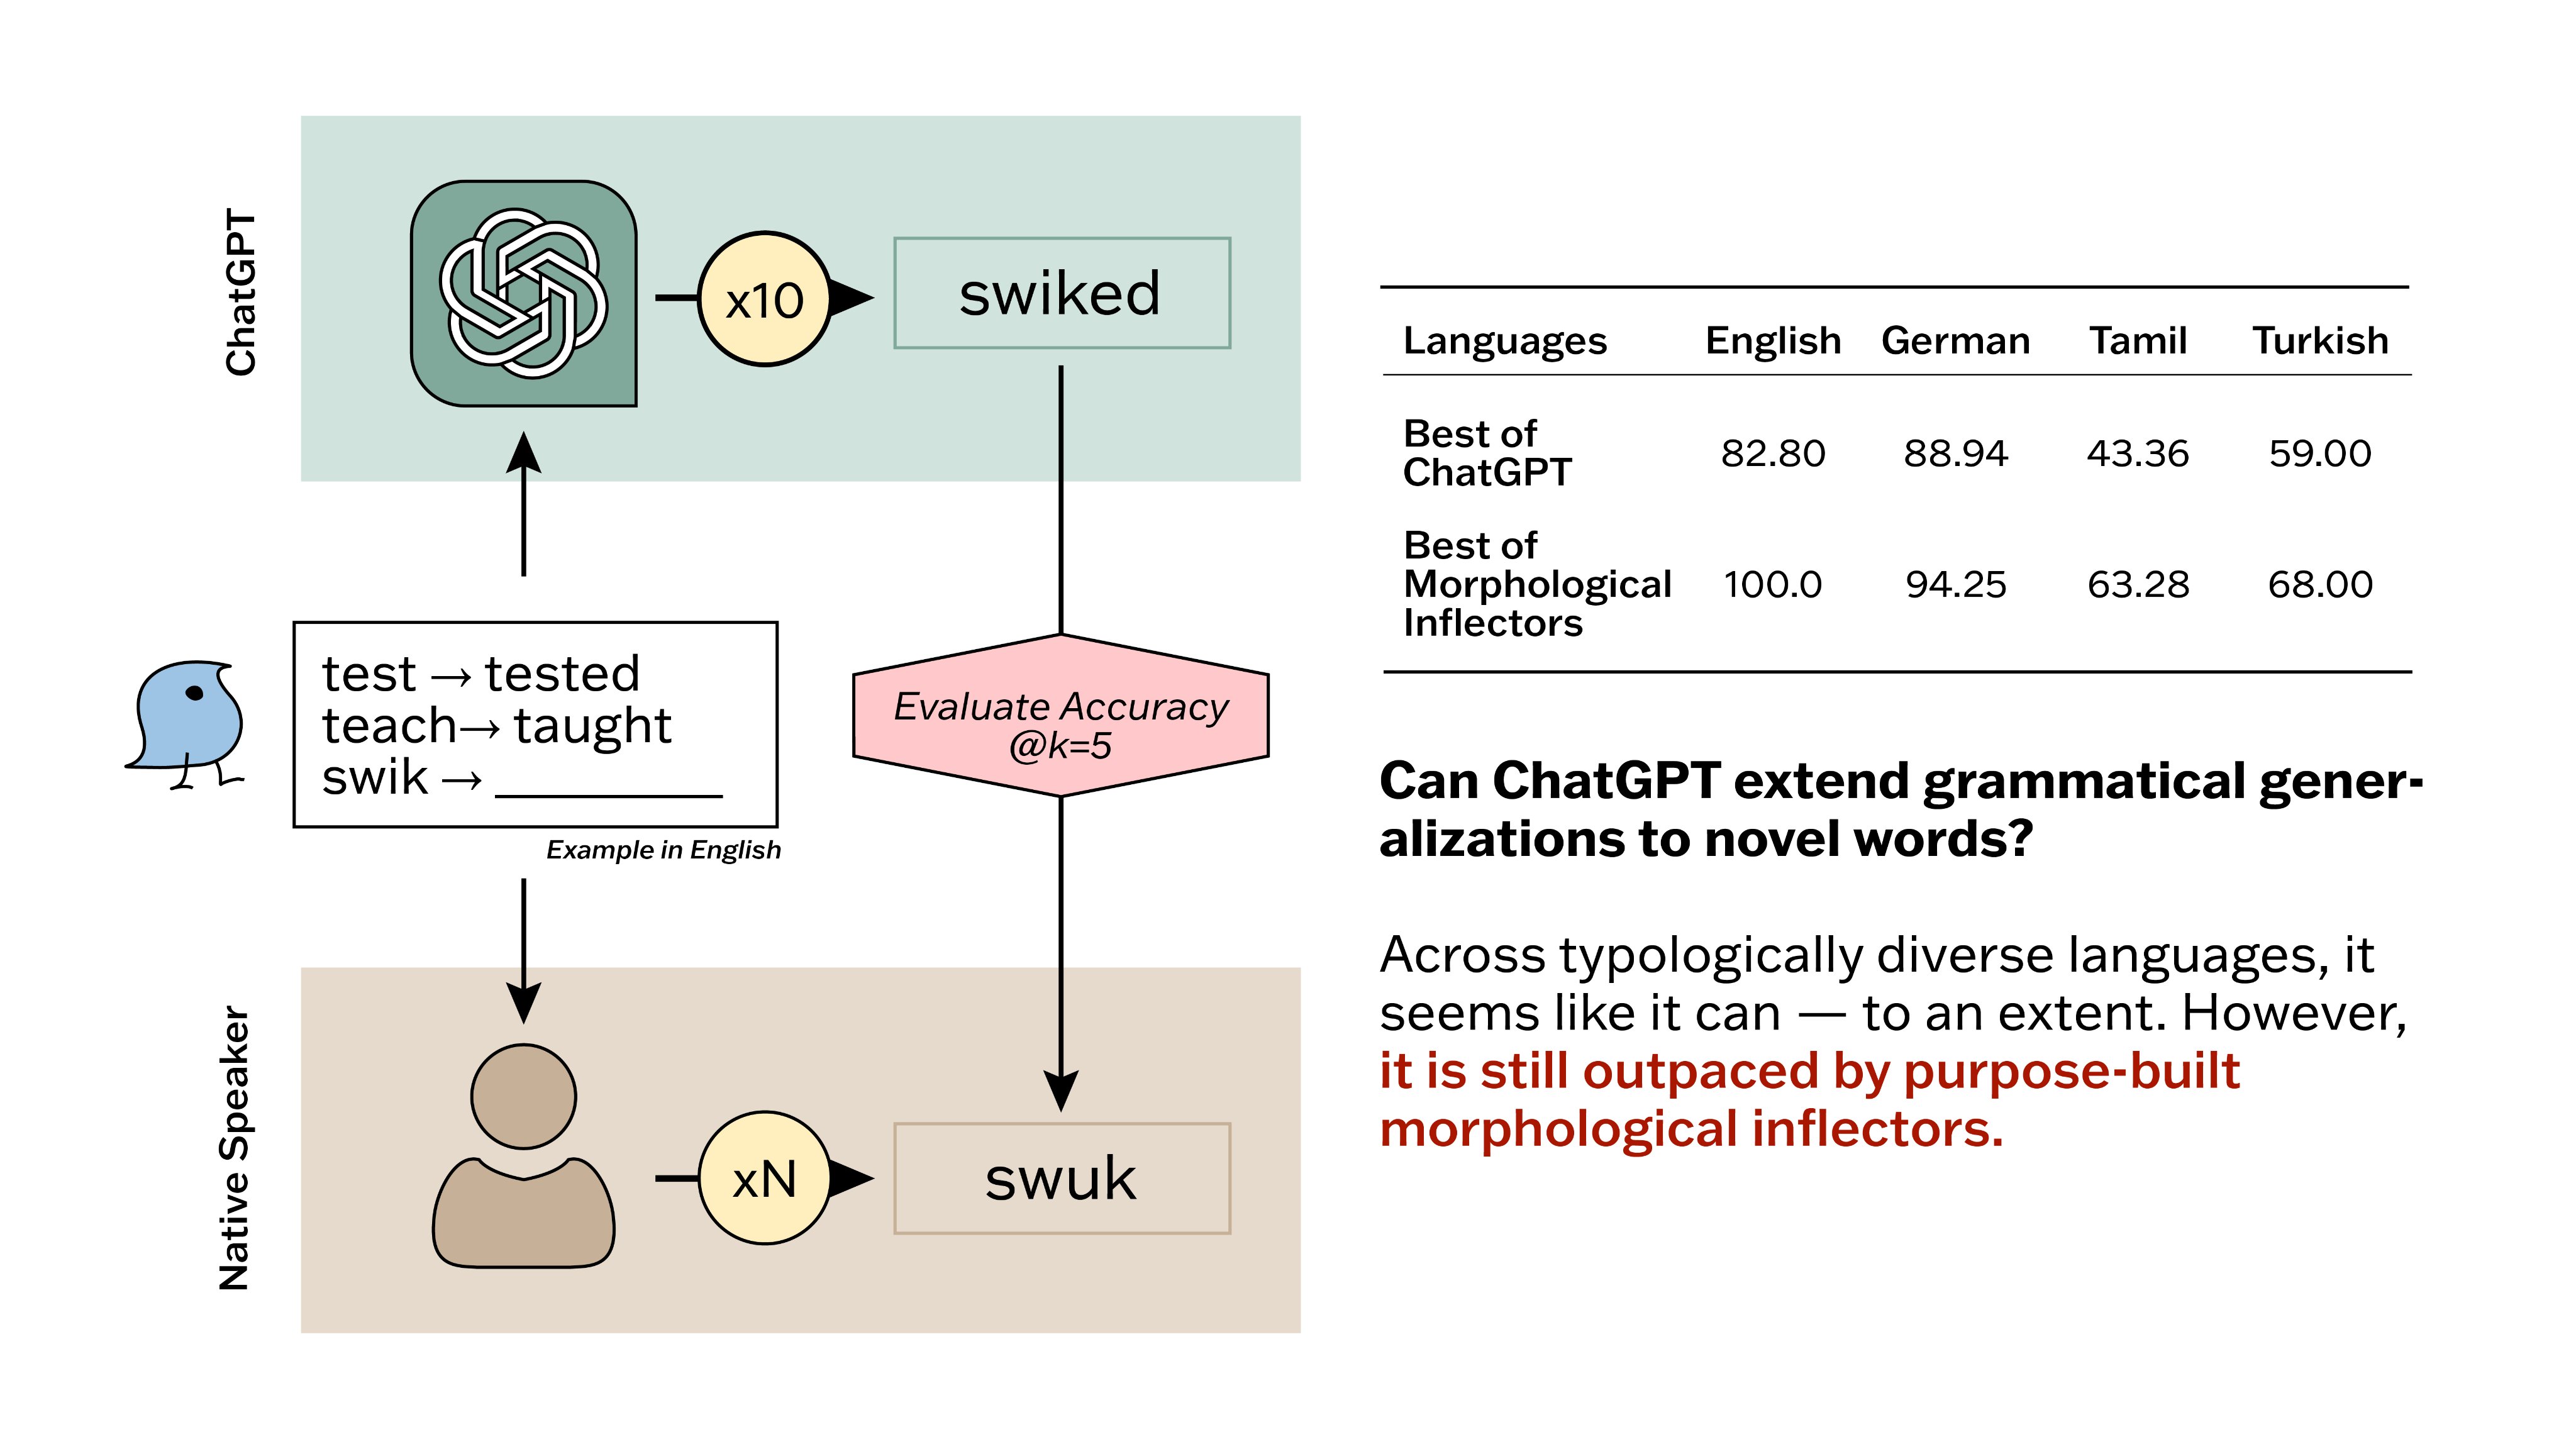 ChatGPT
x10
swiked
test → tested
teach→ taught
swik → ___________
Example in English
Evaluate Accuracy
@k=5
Native Speaker
xN
swuk
Languages English German Tamil Turkish
Best of
ChatGPT
82.80 88.94 43.36 59.00
Best of
Morphological
Inflectors
100.0 94.25 63.28 68.00
Can ChatGPT extend grammatical gener-
alizations to novel words?
Across typologically diverse languages, it
seems like it can — to an extent. However,
it is still outpaced by purpose-built
morphological inflectors.